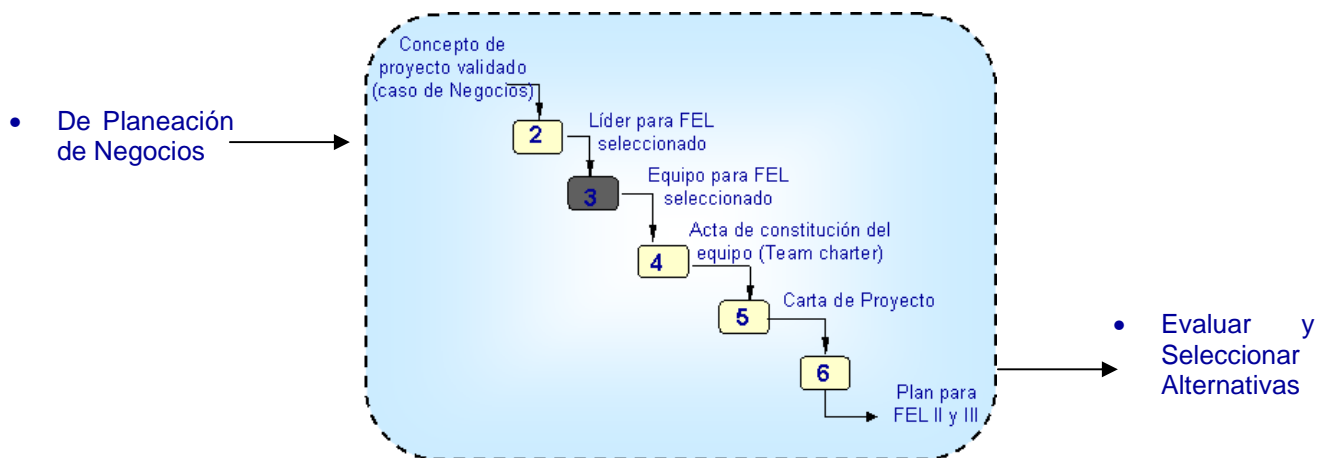 • De Planeación
de Negocios
Concepto de
proyecto validado
(caso de Negocios)
2
Líder para FEL
seleccionado
3
Equipo para FEL
seleccionado
4
Acta de constitución del
equipo (Team charter)
5
Carta de Proyecto
6
Plan para
FEL II y III
• Evaluar y
Seleccionar
Alternativas